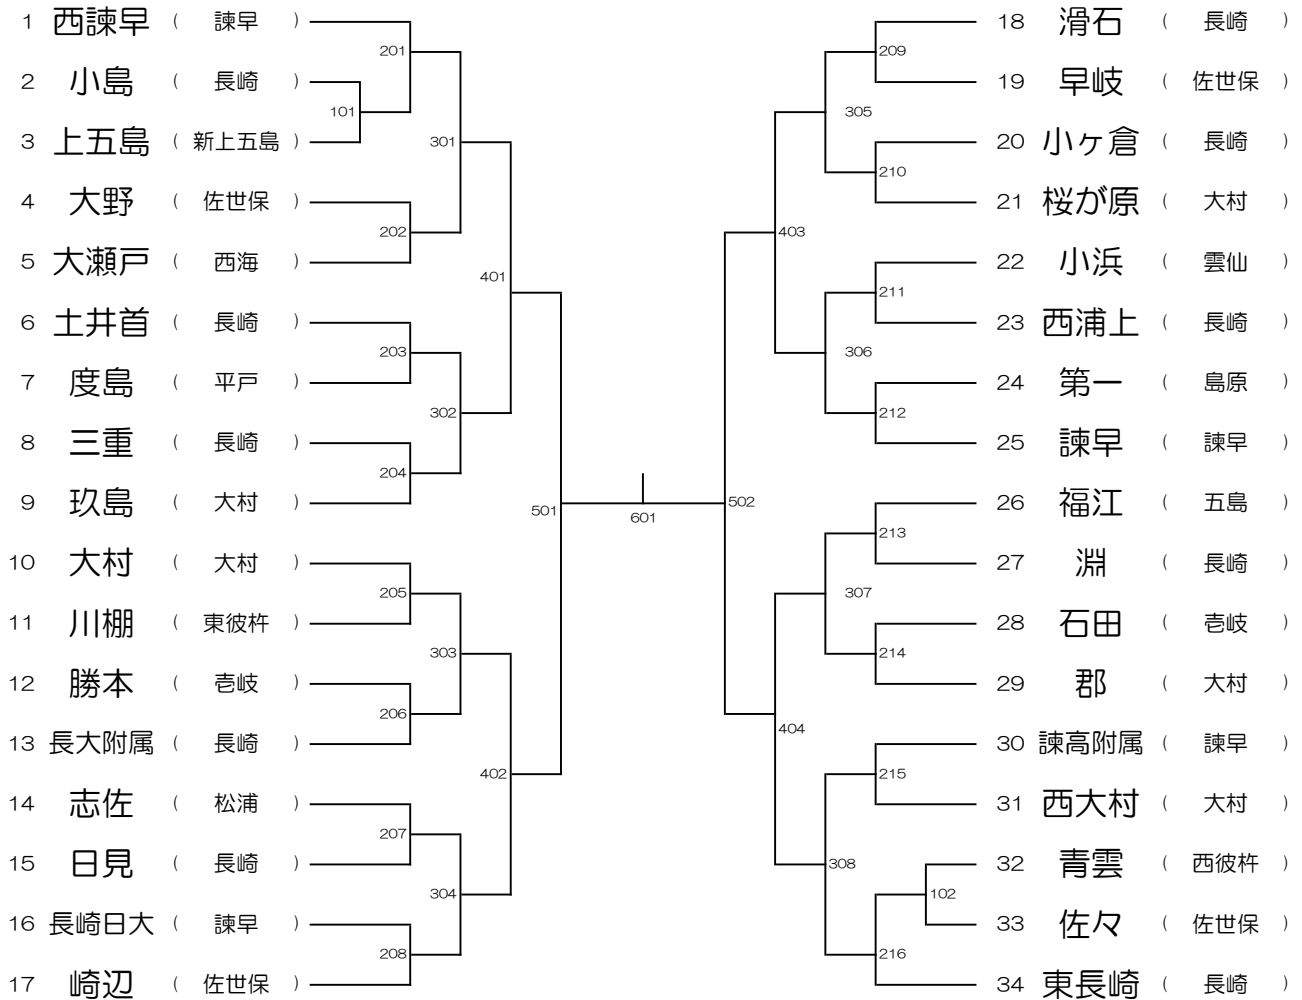 1 西諫早 ( 諫早 )
2 小島 ( 長崎 )
3 上五島 ( 新上五島 )
4 大野 ( 佐世保 )
5 大瀬戸 ( 西海 )
6 土井首 ( 長崎 )
7 度島 ( 平戸 )
8 三重 ( 長崎 )
9 玖島 ( 大村 )
10 大村 ( 大村 )
11 川棚 ( 東彼杵 )
12 勝本 ( 壱岐 )
13 長大附属 ( 長崎 )
14 志佐 ( 松浦 )
15 日見 ( 長崎 )
16 長崎日大 ( 諫早 )
17 崎辺 ( 佐世保 )
101
201
202
203
204
205
206
207
208
301
302
303
304
401
402
501
601
502
403
404
305
306
307
308
209
210
211
212
213
214
215
216
102
18 滑石 ( 長崎 )
19 早岐 ( 佐世保 )
20 小ヶ倉 ( 長崎 )
21 桜が原 ( 大村 )
22 小浜 ( 雲仙 )
23 西浦上 ( 長崎 )
24 第一 ( 島原 )
25 諫早 ( 諫早 )
26 福江 ( 五島 )
27 淵 ( 長崎 )
28 石田 ( 壱岐 )
29 郡 ( 大村 )
30 諫高附属 ( 諫早 )
31 西大村 ( 大村 )
32 青雲 ( 西彼杵 )
33 佐々 ( 佐世保 )
34 東長崎 ( 長崎 )